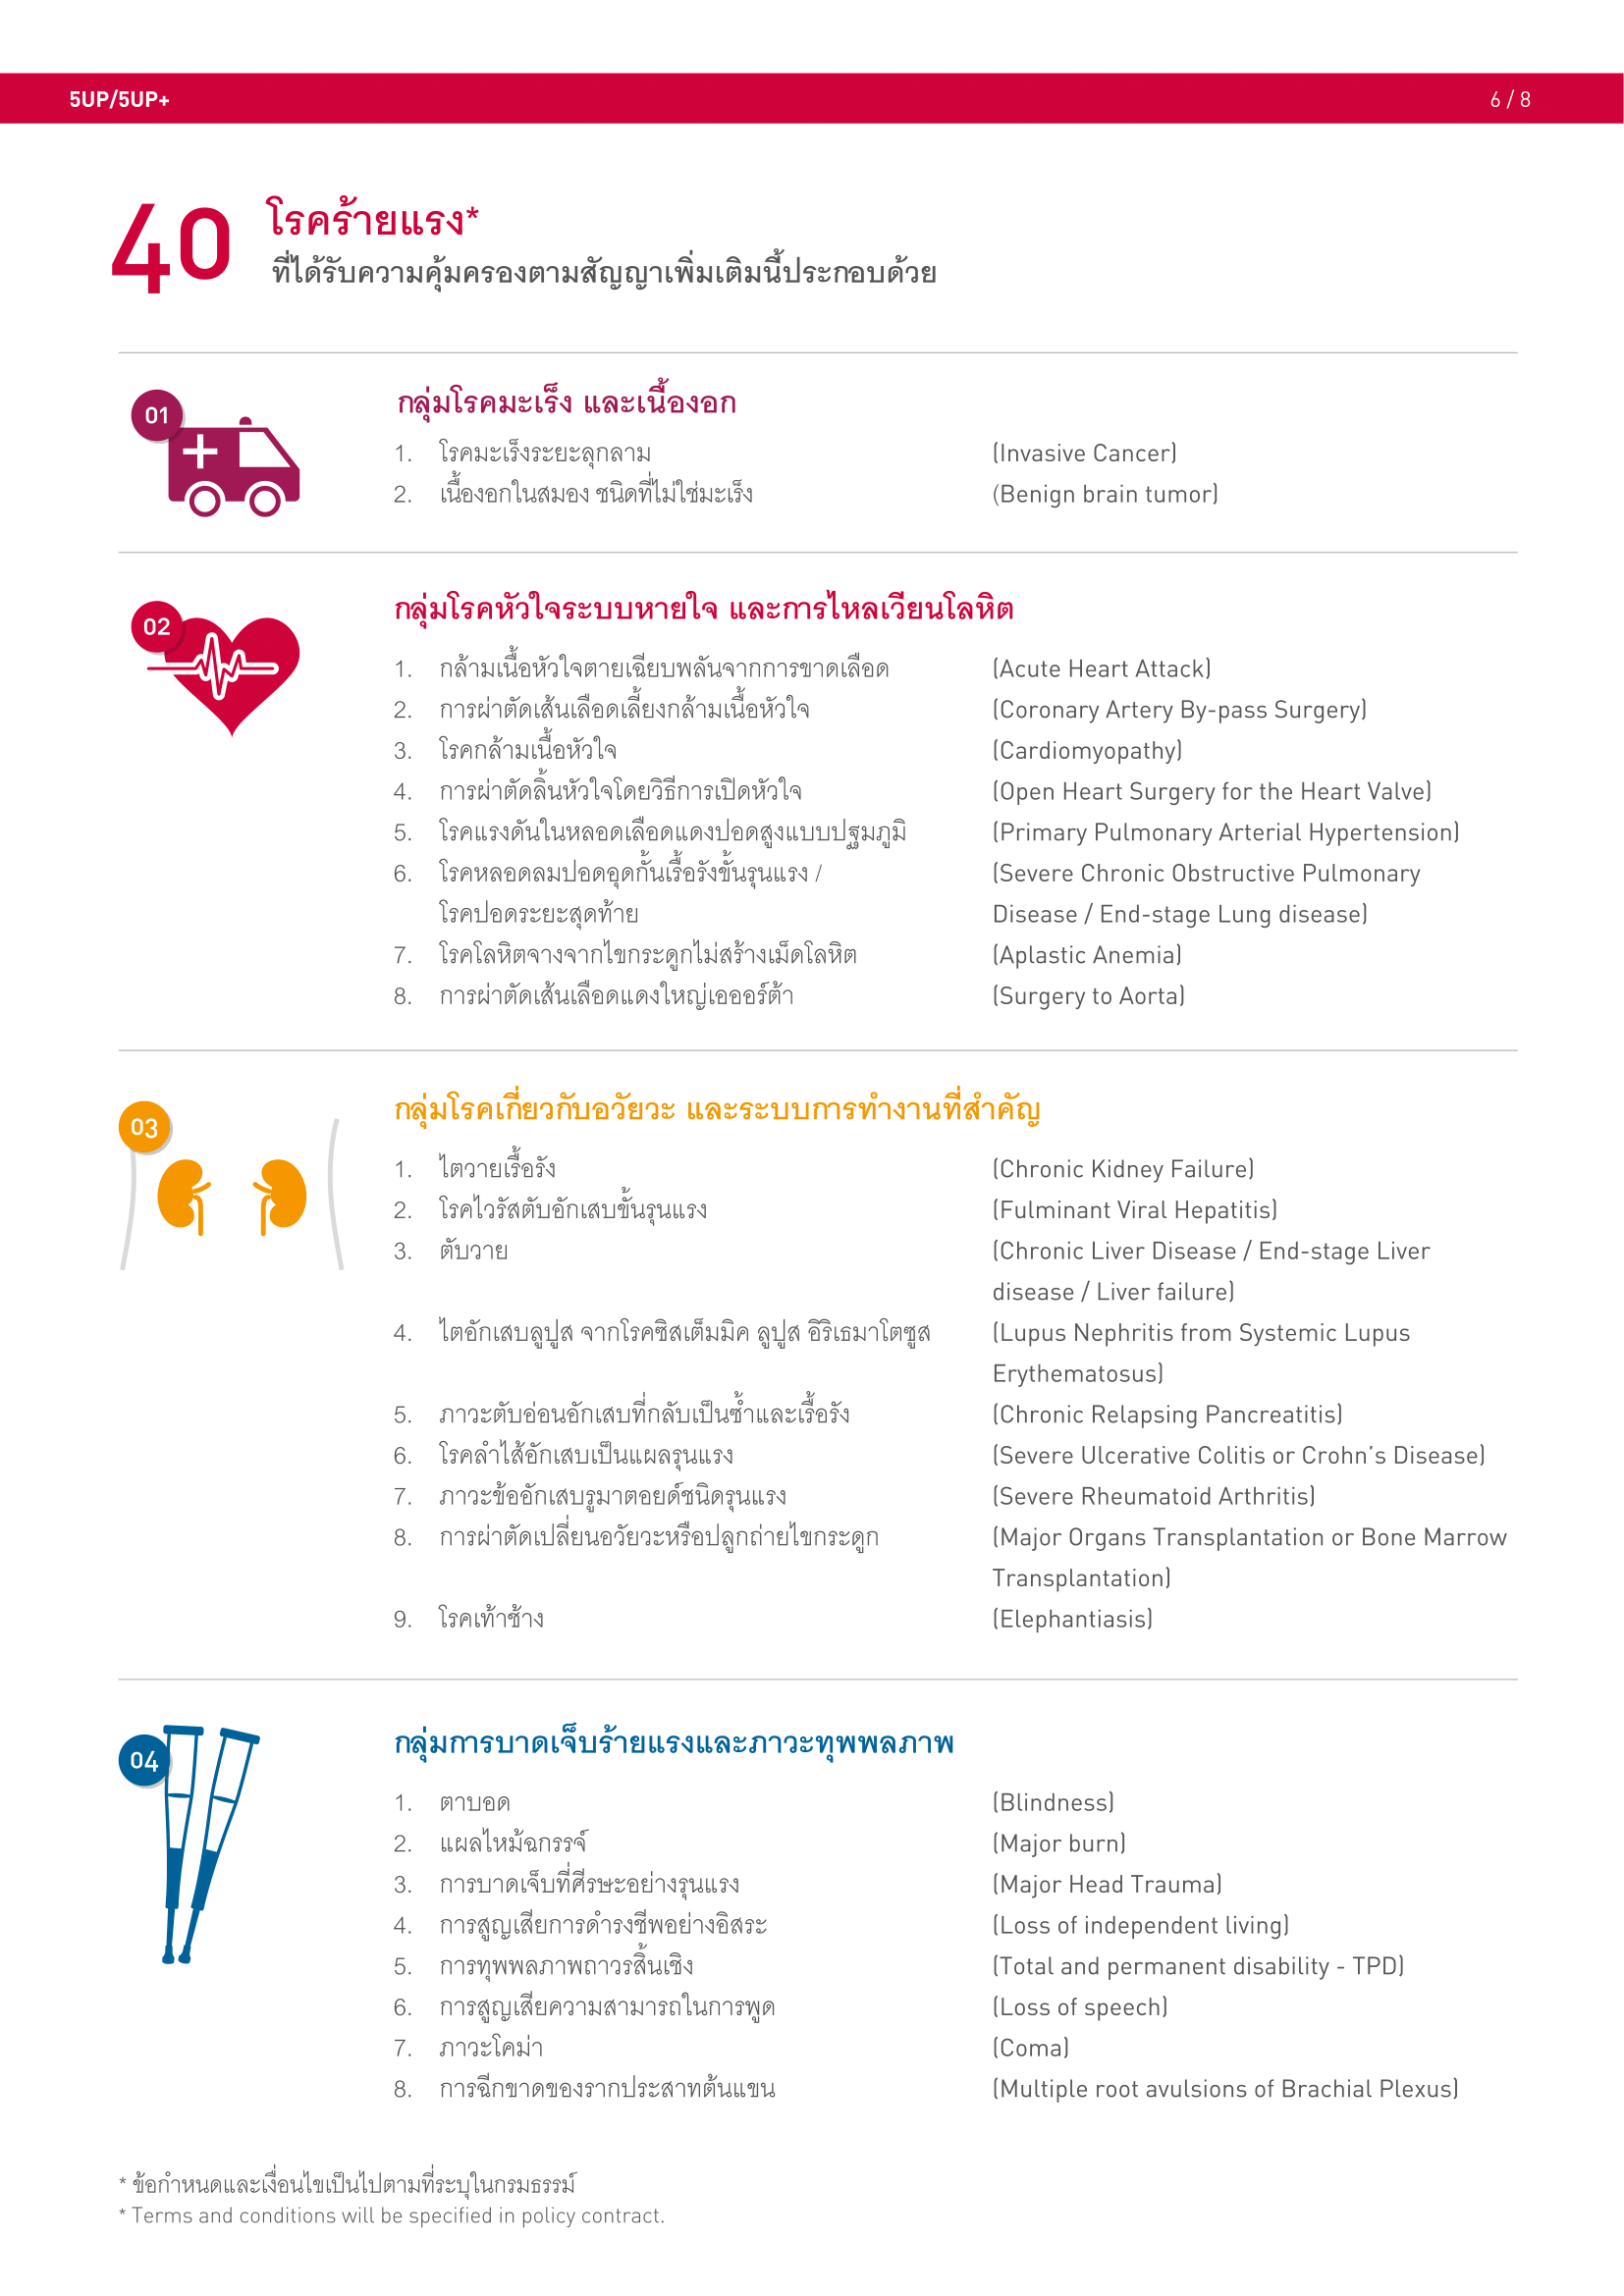 5UP/5UP+ 6 / 8
40 โรคร้ายแรง*
ที่ได้รับความคุ้มครองตามสัญญาเพิ่มเติมนี้ประกอบด้วย
01
กลุ่มโรคมะเร็ง และเนื้องอก
1. โรคมะเร็งระยะลุกลาม (Invasive Cancer)
2. เนื้องอกในสมอง ชนิดที่ไม่ใช่มะเร็ง (Benign brain tumor)
02
กลุ่มโรคหัวใจระบบหายใจ และการไหลเวียนโลหิต
1. กล้ามเนื้อหัวใจตายเฉียบพลันจากการขาดเลือด (Acute Heart Attack)
2. การผ่าตัดเส้นเลือดเลี้ยงกล้ามเนื้อหัวใจ (Coronary Artery By-pass Surgery)
3. โรคกล้ามเนื้อหัวใจ (Cardiomyopathy)
4. การผ่าตัดลิ้นหัวใจโดยวิธีการเปิดหัวใจ (Open Heart Surgery for the Heart Valve)
5. โรคแรงดันในหลอดเลือดแดงปอดสูงแบบปฐมภูมิ (Primary Pulmonary Arterial Hypertension)
6. โรคหลอดลมปอดอุดกั้นเรื้อรังขั้นรุนแรง / (Severe Chronic Obstructive Pulmonary
โรคปอดระยะสุดท้าย Disease / End-stage Lung disease)
7. โรคโลหิตจางจากไขกระดูกไม่สร้างเม็ดโลหิต (Aplastic Anemia)
8. การผ่าตัดเส้นเลือดแดงใหญ่เอออร์ต้า (Surgery to Aorta)
03
กลุ่มโรคเกี่ยวกับอวัยวะ และระบบการทำงานที่สำคัญ
1. ไตวายเรื้อรัง (Chronic Kidney Failure)
2. โรคไวรัสตับอักเสบขั้นรุนแรง (Fulminant Viral Hepatitis)
3. ตับวาย (Chronic Liver Disease / End-stage Liver
disease / Liver failure)
4. ไตอักเสบลูปูส จากโรคซิสเต็มมิค ลูปูส อิริเธมาโตซูส (Lupus Nephritis from Systemic Lupus
Erythematosus)
5. ภาวะตับอ่อนอักเสบที่กลับเป็นซ้ำและเรื้อรัง (Chronic Relapsing Pancreatitis)
6. โรคลำไส้อักเสบเป็นแผลรุนแรง (Severe Ulcerative Colitis or Crohn's Disease)
7. ภาวะข้ออักเสบรูมาตอยด์ชนิดรุนแรง (Severe Rheumatoid Arthritis)
8. การผ่าตัดเปลี่ยนอวัยวะหรือปลูกถ่ายไขกระดูก (Major Organs Transplantation or Bone Marrow
Transplantation)
9. โรคเท้าช้าง (Elephantiasis)
04
กลุ่มการบาดเจ็บร้ายแรงและภาวะทุพพลภาพ
1. ตาบอด (Blindness)
2. แผลไหม้ฉกรรจ์ (Major burn)
3. การบาดเจ็บที่ศีรษะอย่างรุนแรง (Major Head Trauma)
4. การสูญเสียการดำรงชีพอย่างอิสระ (Loss of independent living)
5. การทุพพลภาพถาวรสิ้นเชิง (Total and permanent disability - TPD)
6. การสูญเสียความสามารถในการพูด (Loss of speech)
7. ภาวะโคม่า (Coma)
8. การฉีกขาดของรากประสาทต้นแขน (Multiple root avulsions of Brachial Plexus)
* ข้อกำหนดและเงื่อนไขเป็นไปตามที่ระบุในกรมธรรม์
* Terms and conditions will be specified in policy contract.